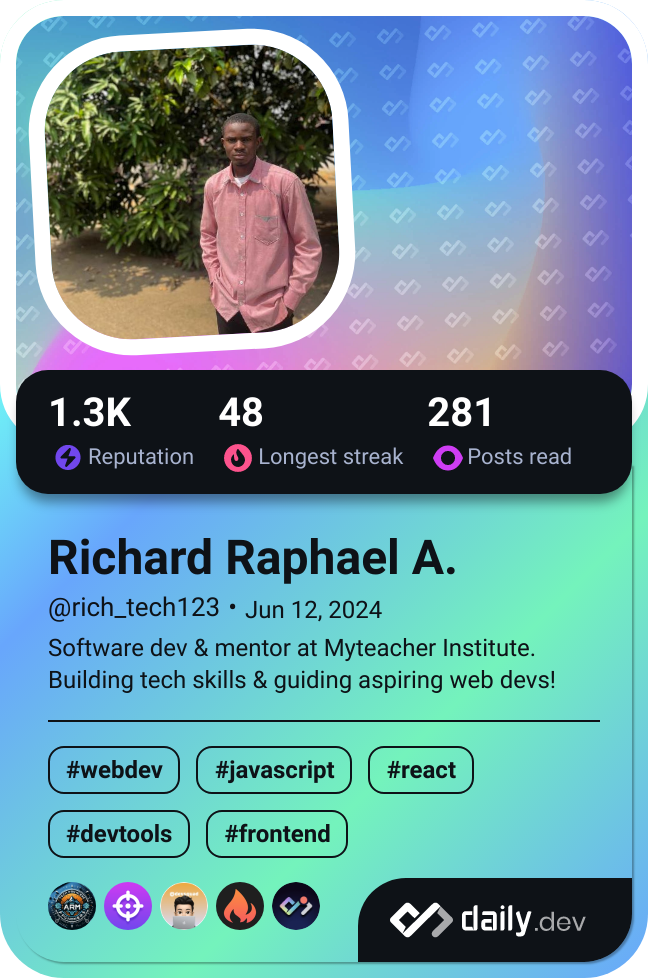 1.3K 48 281
Reputation Longest streak Posts read
Richard Raphael A.
@rich_tech123 • Jun 12, 2024
Software dev & mentor at Myteacher Institute.
Building tech skills & guiding aspiring web devs!
#webdev #javascript #react
#devtools #frontend
ARM
daily.dev